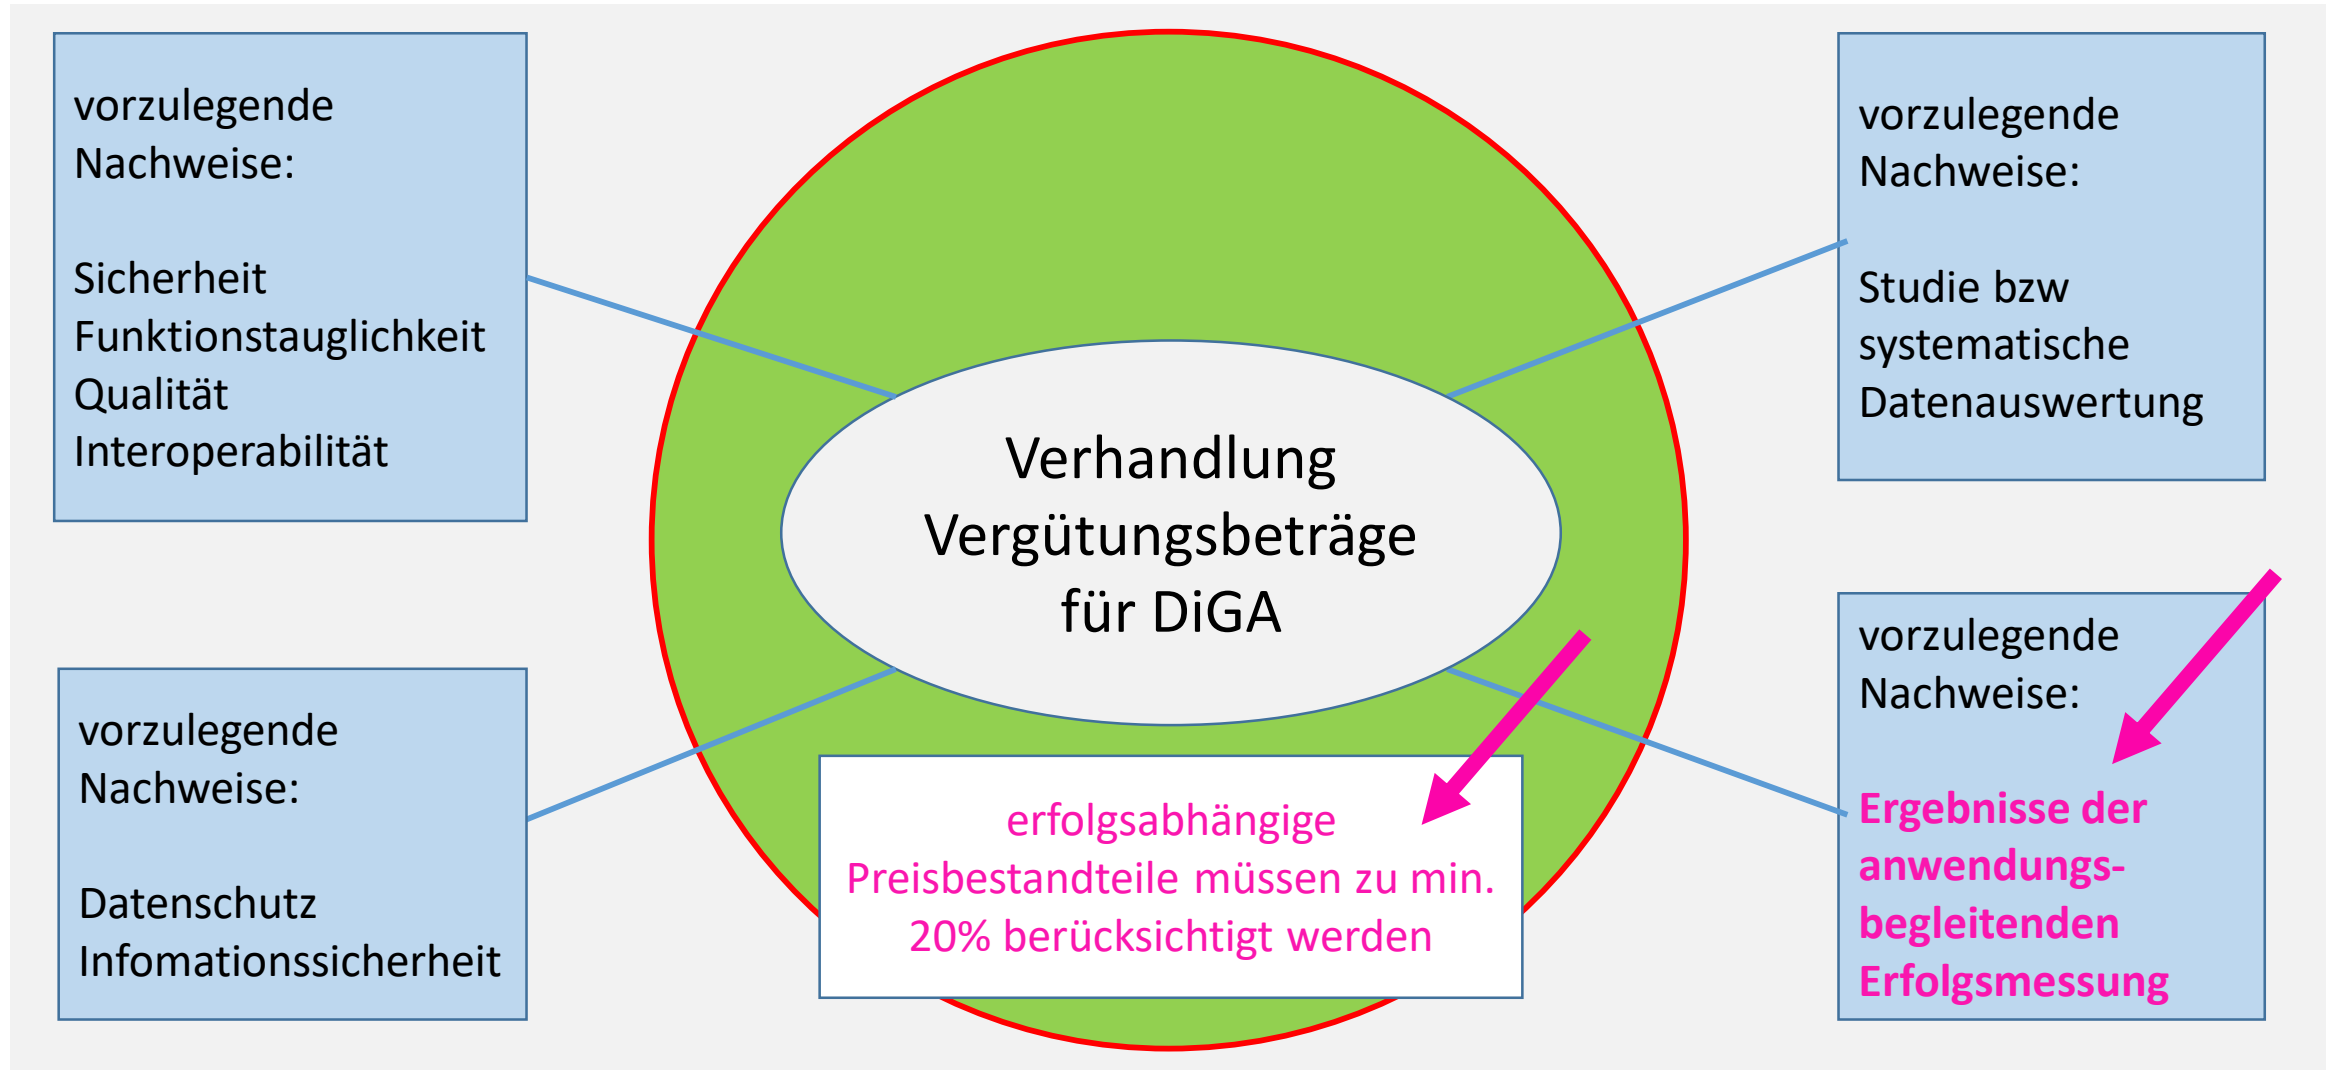 vorzulegende
Nachweise:
Sicherheit
Funktionstauglichkeit
Qualität
Interoperabilität
vorzulegende
Nachweise:
Studie bzw
systematische
Datenauswertung
Verhandlung
Vergütungsbeträge
für DiGA
vorzulegende
Nachweise:
Datenschutz
Infomationssicherheit
erfolgsabhängige
Preisbestandteile müssen zu min.
20% berücksichtigt werden
vorzulegende
Nachweise:
Ergebnisse der
anwendungs-
begleitenden
Erfolgsmessung